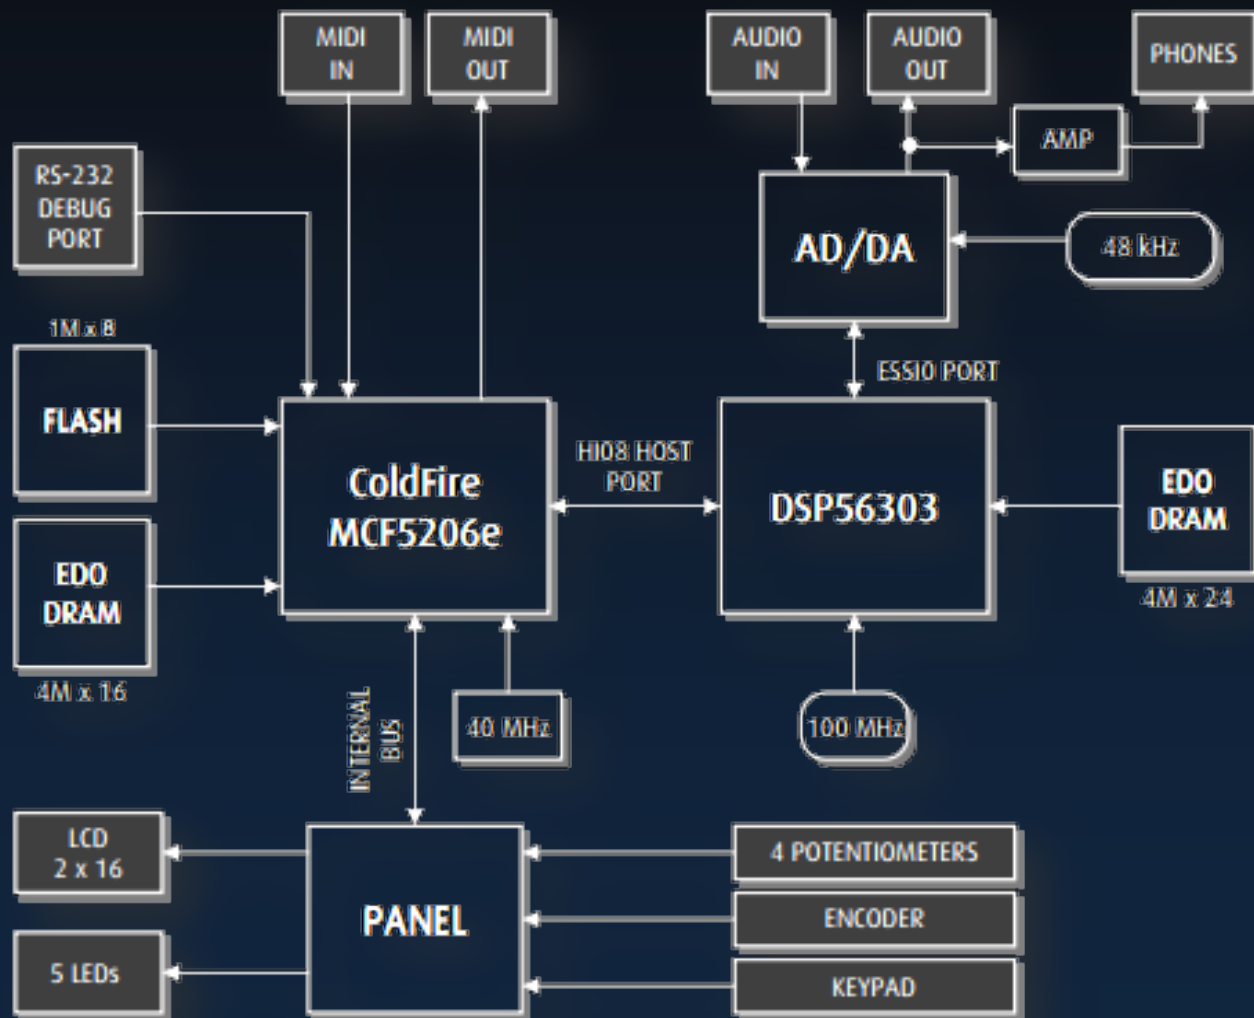 MIDI
IN
MIDI
OUT
AUDIO
IN
AUDIO
OUT
PHONES
AMP
RS-232
DEBUG
PORT
AD/DA
48 kHz
1M x 8
FLASH
ESSI0 PORT
ColdFire
MCF5206e
HI08 HOST
PORT
DSP56303
EDO
DRAM
4M x 24
EDO
DRAM
4M x 16
INTERNAL
BUS
40 MHz
100 MHz
LCD
2 x 16
PANEL
4 POTENTIOMETERS
ENCODER
5 LEDs
KEYPAD